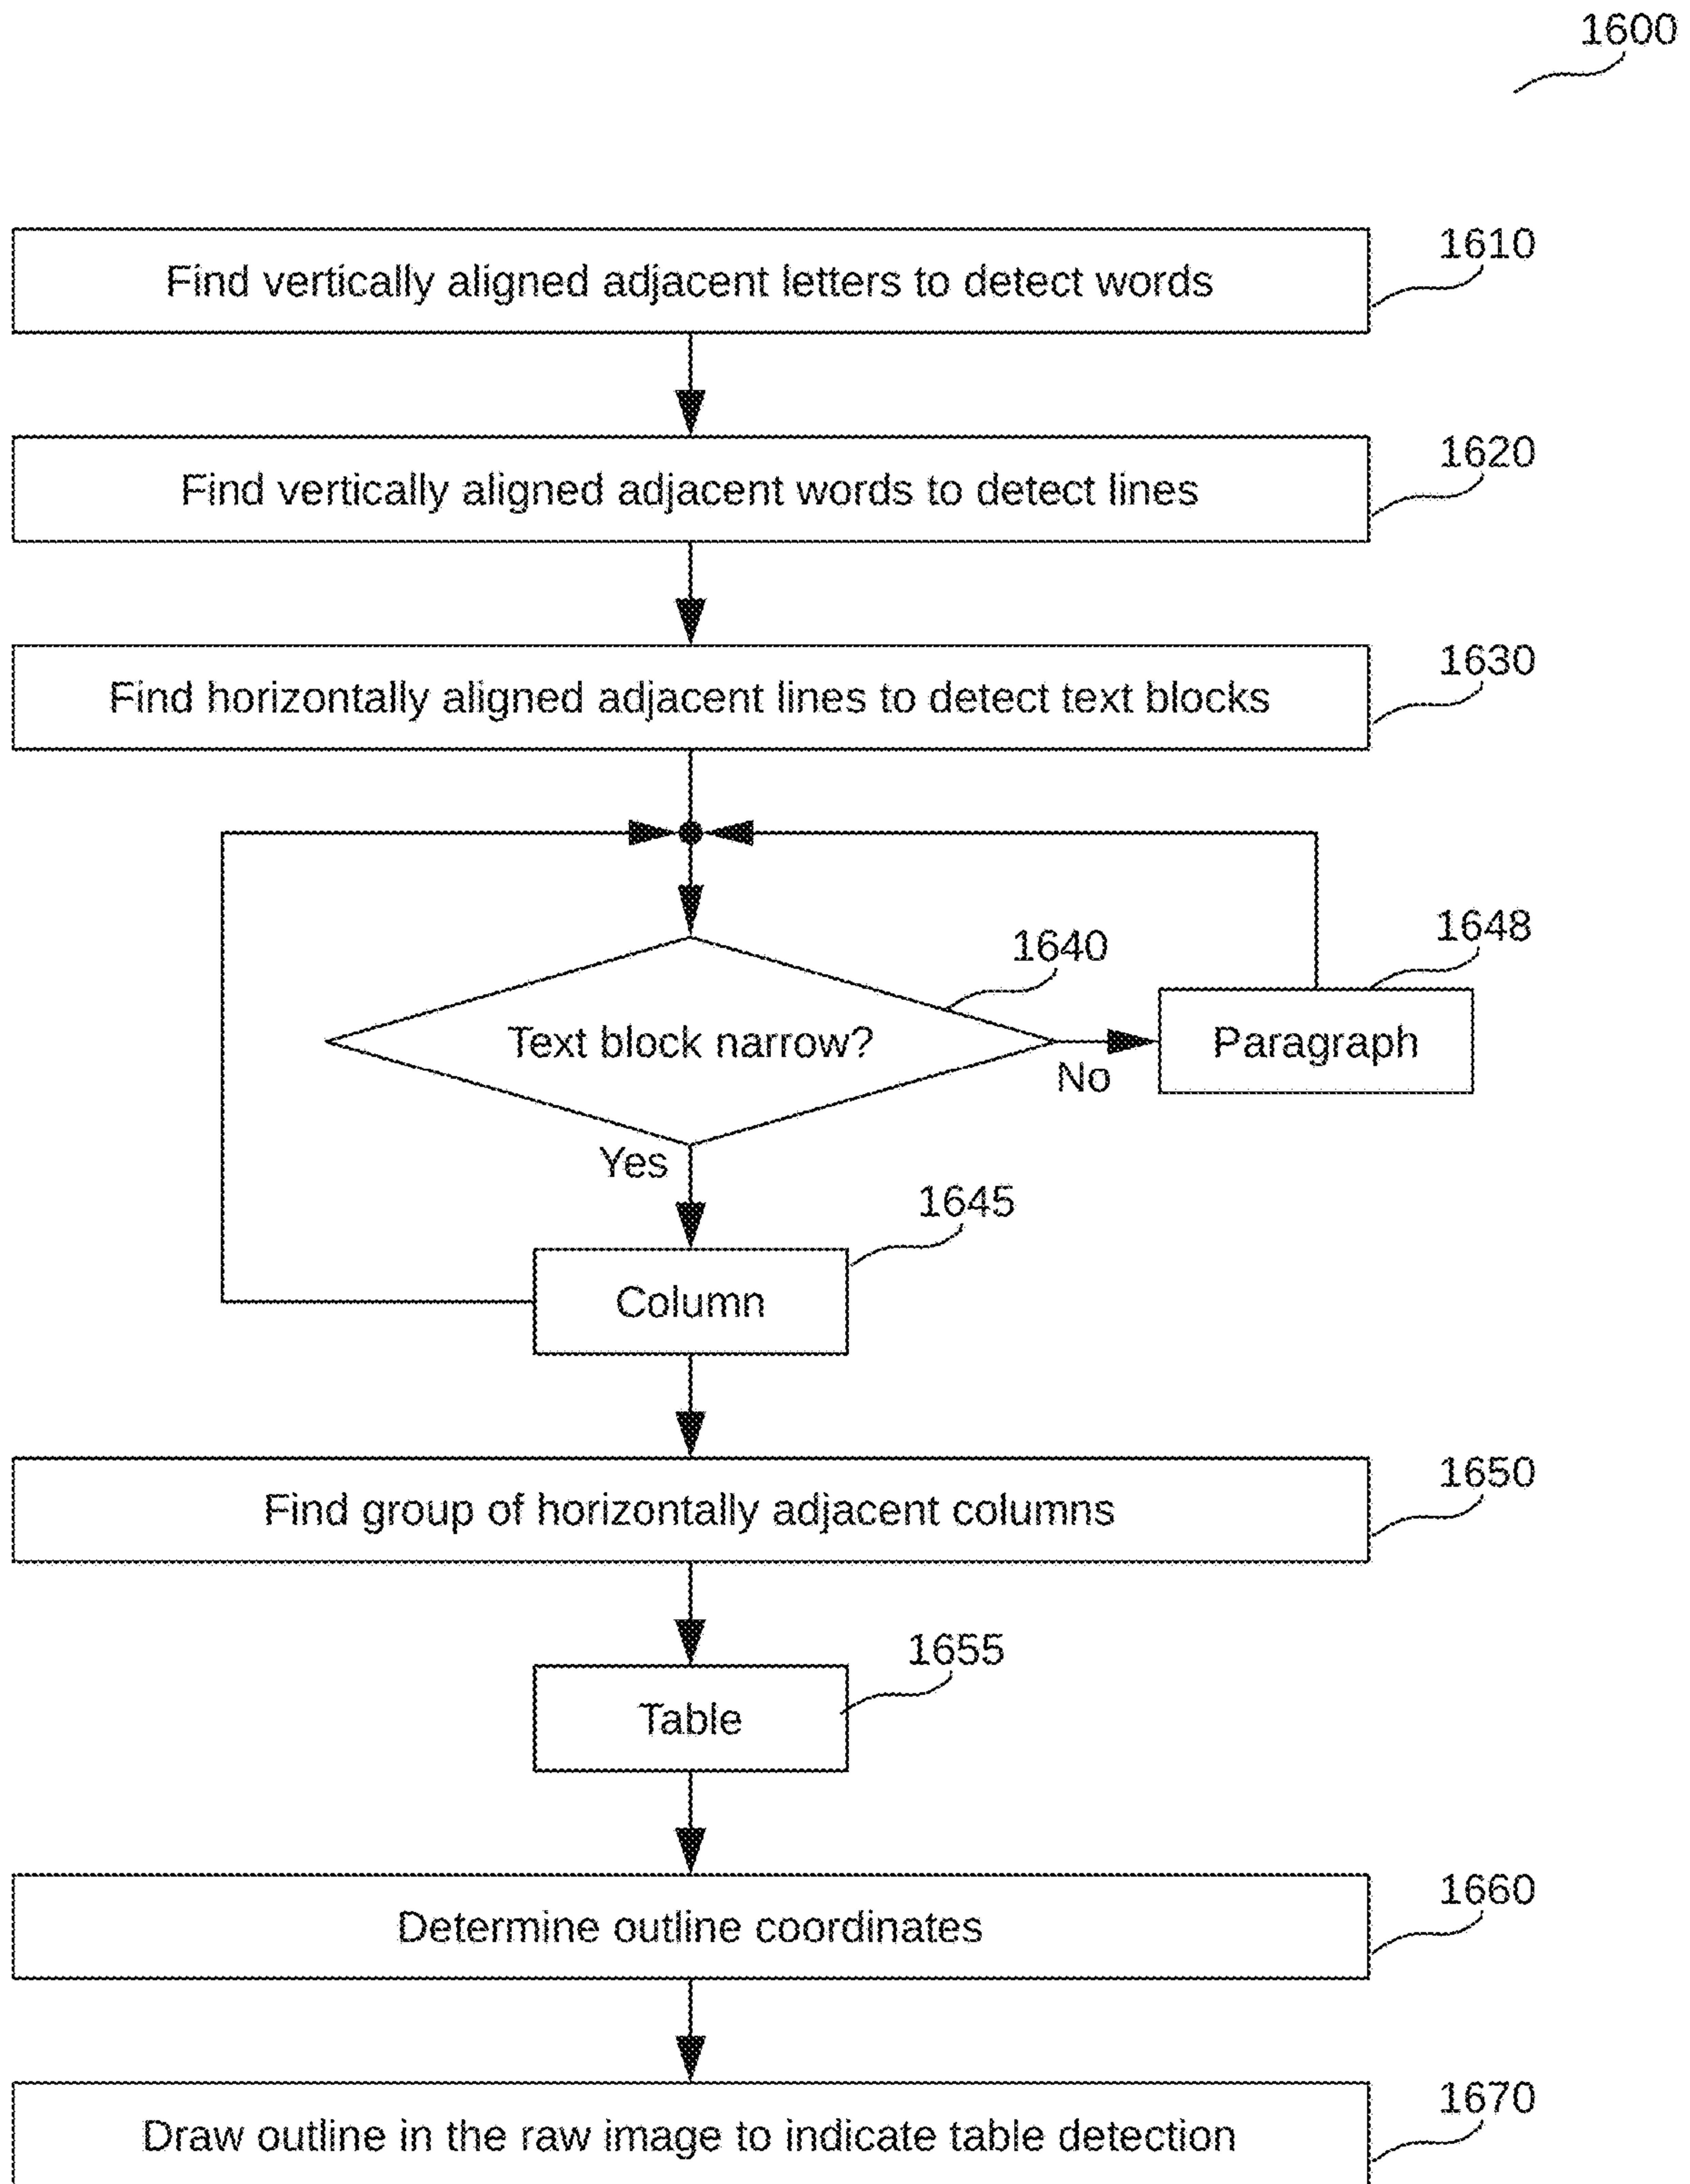 1600
Find vertically aligned adjacent letters to detect words
1610
Find vertically aligned adjacent words to detect lines
1620
Find horizontally aligned adjacent lines to detect text blocks
1630
Text block narrow?
1640
No
Paragraph
1648
Yes
Column
1645
Find group of horizontally adjacent columns
1650
Table
1655
Determine outline coordinates
1660
Draw outline in the raw image to indicate table detection
1670